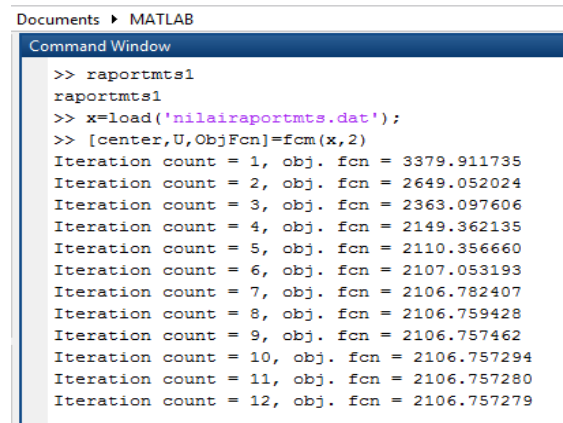 Documents ▸ MATLAB
Command Window
>> raportmts1
raportmts1
>> x=load('nilairaportmts.dat');
>> [center,U,ObjFcn]=fcm(x,2)
Iteration count = 1, obj. fcn = 3379.911735
Iteration count = 2, obj. fcn = 2649.052024
Iteration count = 3, obj. fcn = 2363.097606
Iteration count = 4, obj. fcn = 2149.362135
Iteration count = 5, obj. fcn = 2110.356660
Iteration count = 6, obj. fcn = 2107.053193
Iteration count = 7, obj. fcn = 2106.782407
Iteration count = 8, obj. fcn = 2106.759428
Iteration count = 9, obj. fcn = 2106.757462
Iteration count = 10, obj. fcn = 2106.757294
Iteration count = 11, obj. fcn = 2106.757280
Iteration count = 12, obj. fcn = 2106.757279